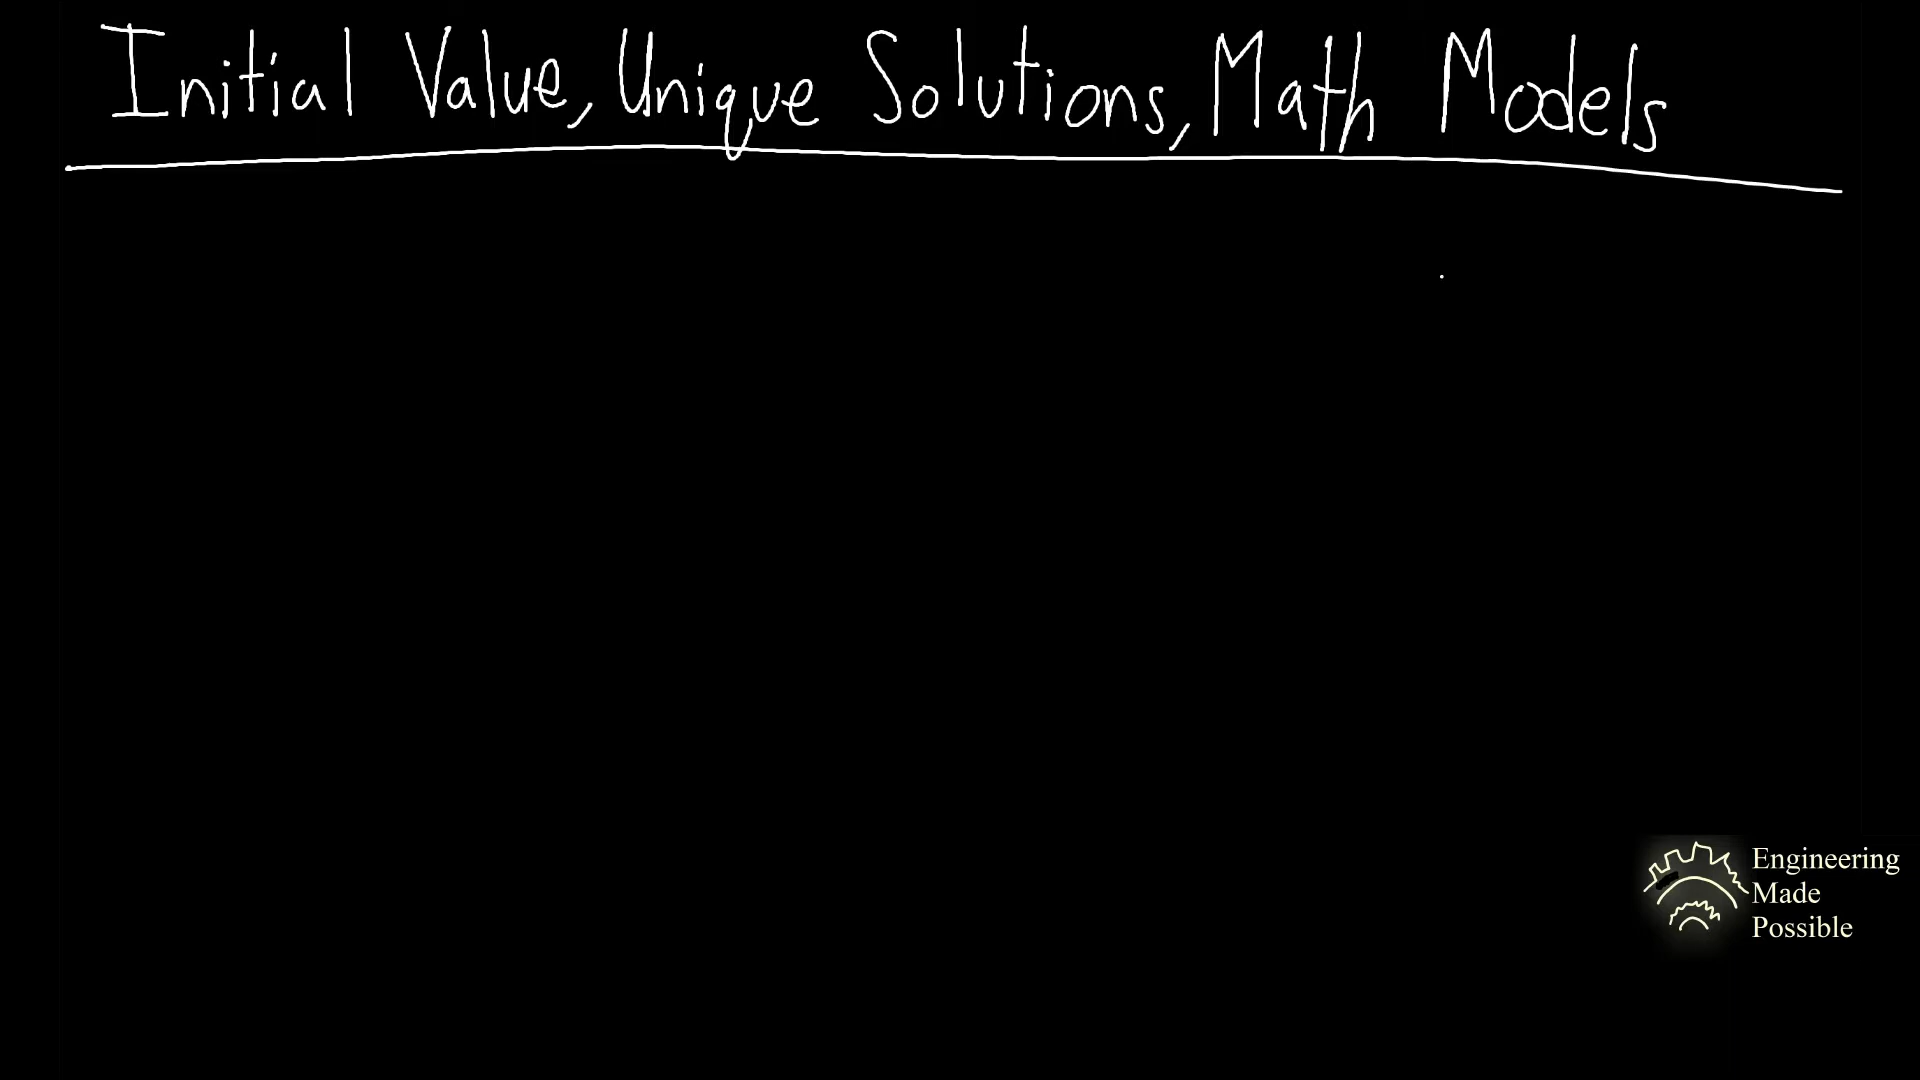 Initial Value, Unique Solutions, Math Models
Engineering
Made
Possible